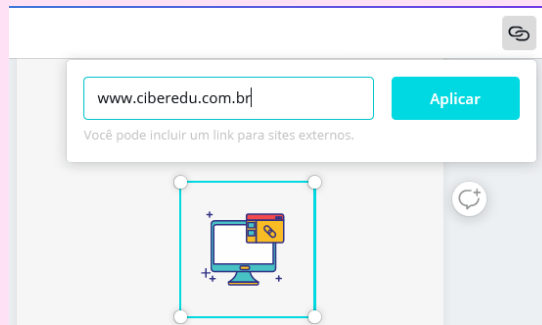 www.ciberedu.com.br
Aplicar
Você pode incluir um link para sites externos.